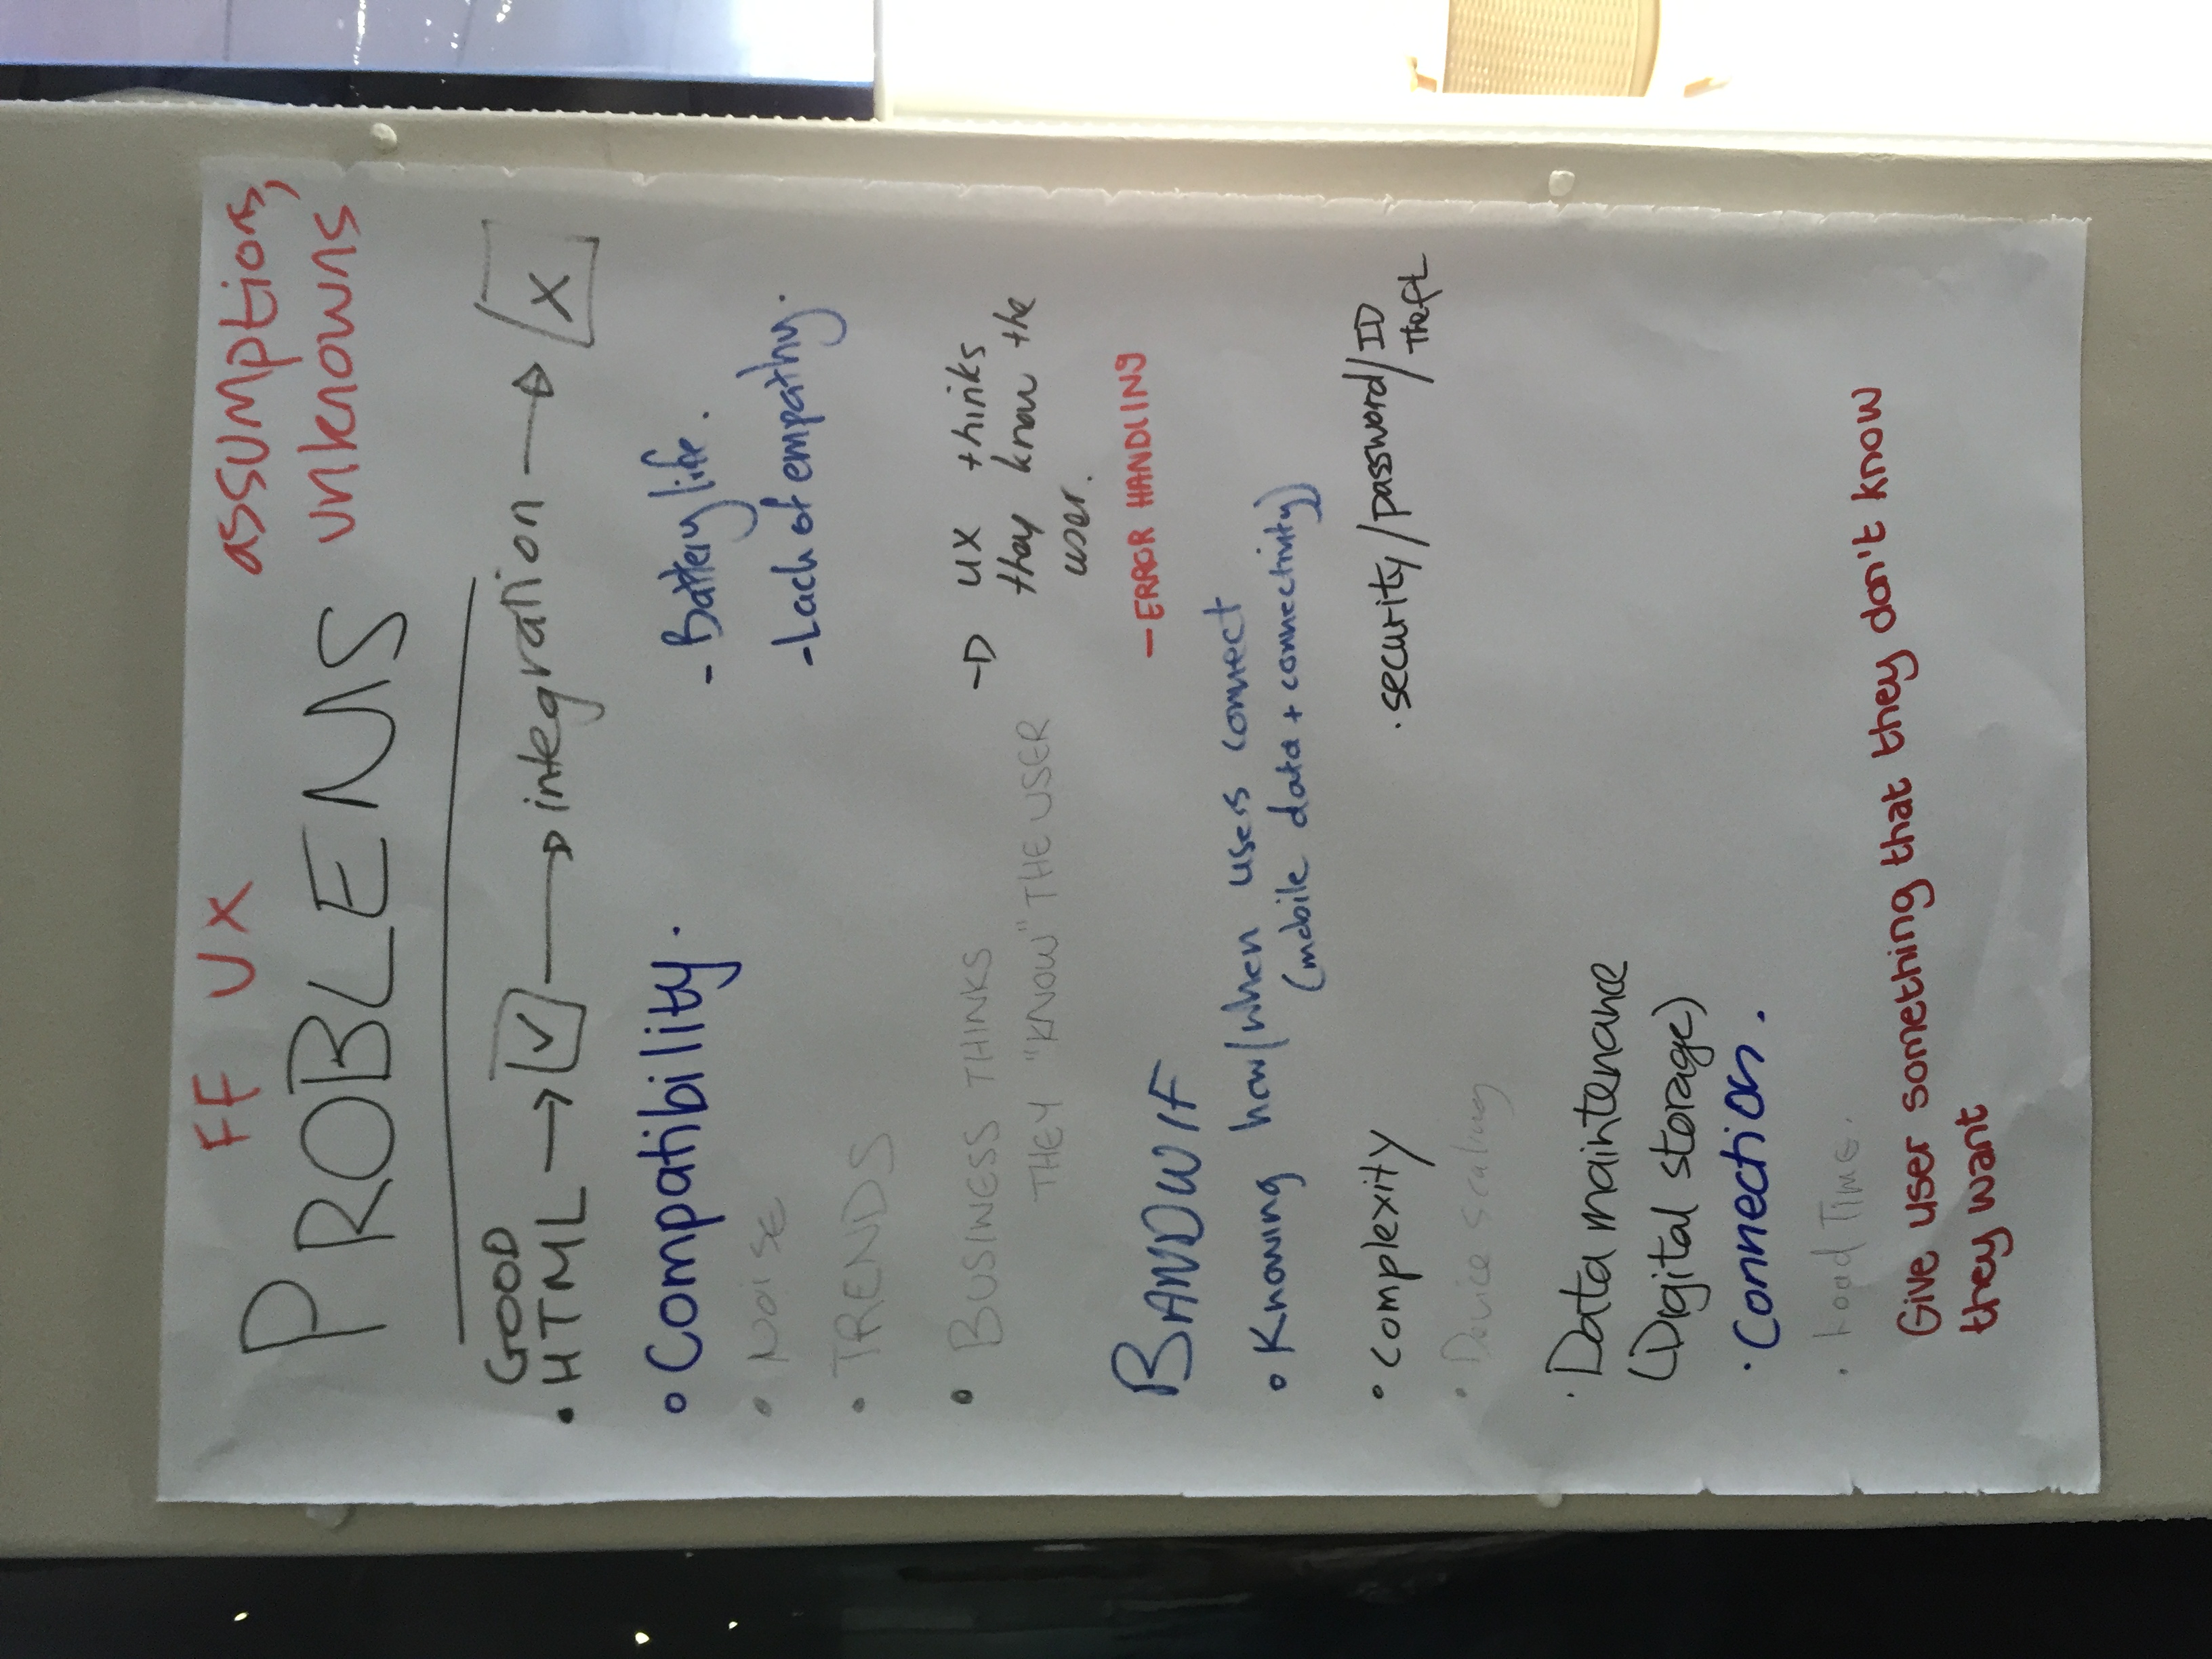 FF UX
PROBLEMS
assumptions,
unknowns
GOOD
• HTML → ☑ → integration → ☒
• Compatibility.
- Battery life.
• NOISE
- Lack of empathy.
• TRENDS
• BUSINESS THINKS
THEY "KNOW" THE USER
→ UX thinks
they know the
user.
- ERROR HANDLING
BANDWIF
• Knowing how/when users connect
(mobile data + connectivity)
• complexity
• security/password/ID
Theft
• Device scaling
• Data maintenance
(Digital storage)
• Connection.
• Load Time.
Give user something that they don't know
they want